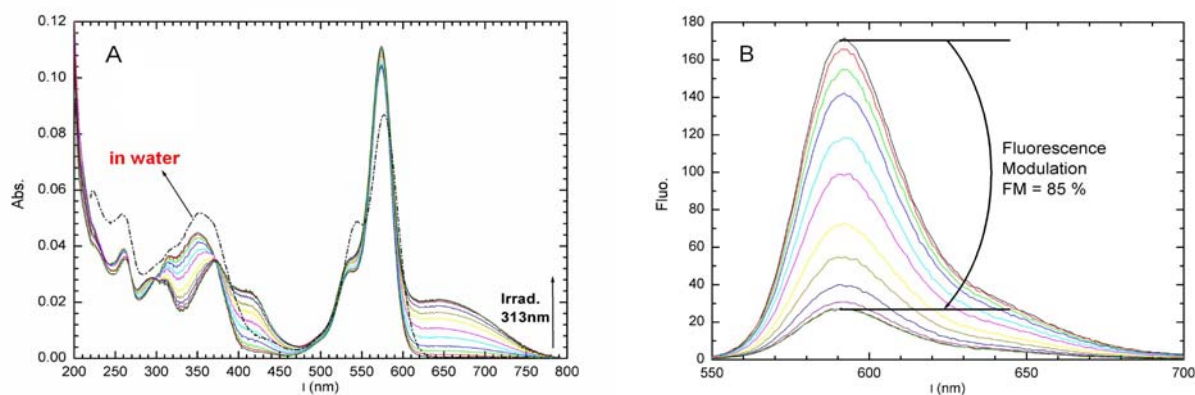 A
in water
Irrad.
313nm
Abs.
0.12
0.10
0.08
0.06
0.04
0.02
0.00
200 250 300 350 400 450 500 550 600 650 700 750 800
l (nm)
B
Fluorescence
Modulation
FM = 85 %
Fluo.
180
160
140
120
100
80
60
40
20
0
550 600 650 700
l (nm)